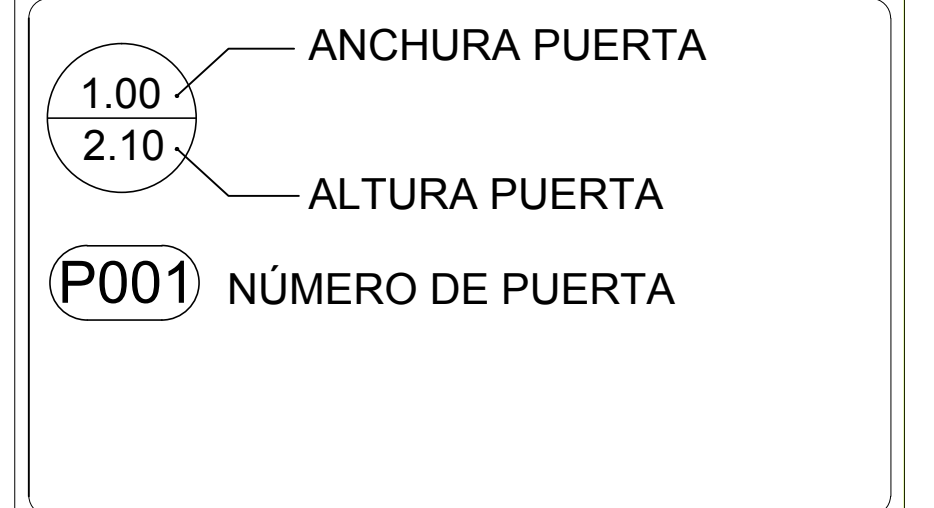 ANCHURA PUERTA
1.00
2.10
ALTURA PUERTA
P001 NÚMERO DE PUERTA